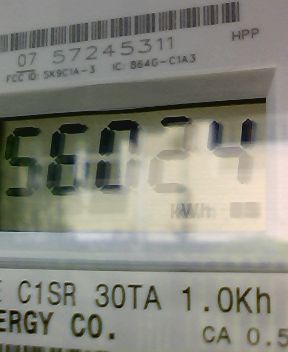 HPP
07 57245311
FCC ID: SK9C1A-3 IC: 864G-C1A3
56024
kWh
E C1SR 30TA 1.0Kh
ERGY CO.
CA 0.5